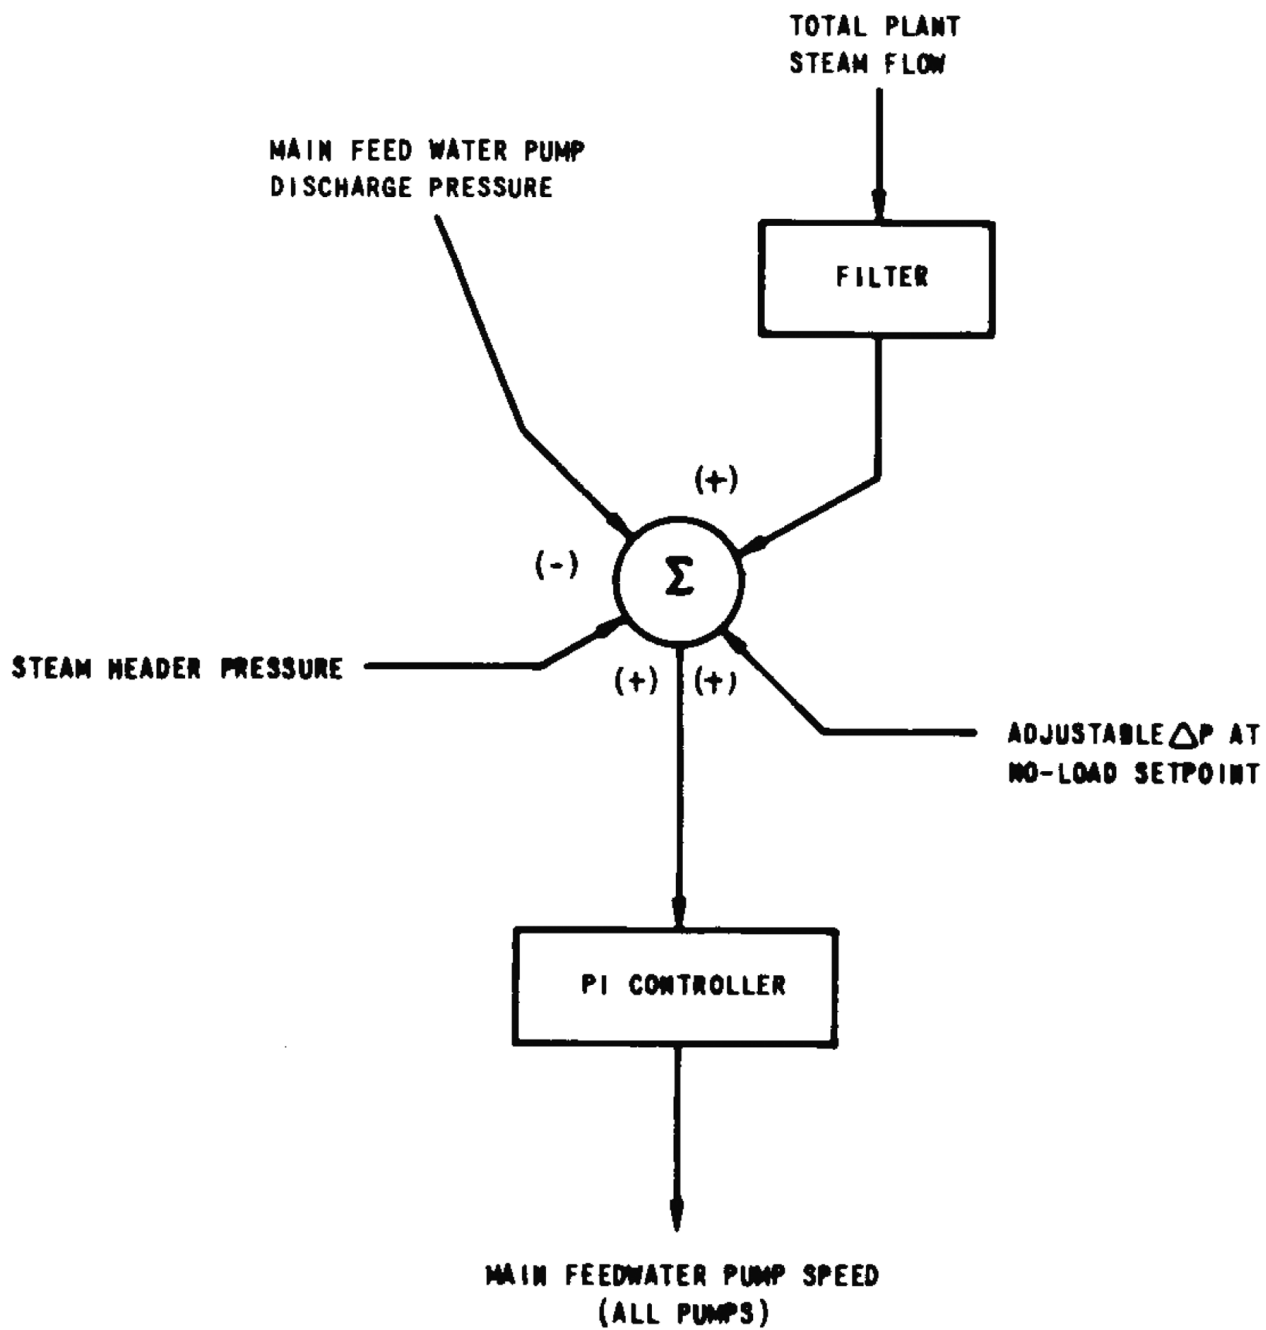 TOTAL PLANT
STEAM FLOW
MAIN FEED WATER PUMP
DISCHARGE PRESSURE
FILTER
(+)
(-)
Σ
STEAM HEADER PRESSURE
(+) (+)
ADJUSTABLE △P AT
NO-LOAD SETPOINT
PI CONTROLLER
MAIN FEEDWATER PUMP SPEED
(ALL PUMPS)